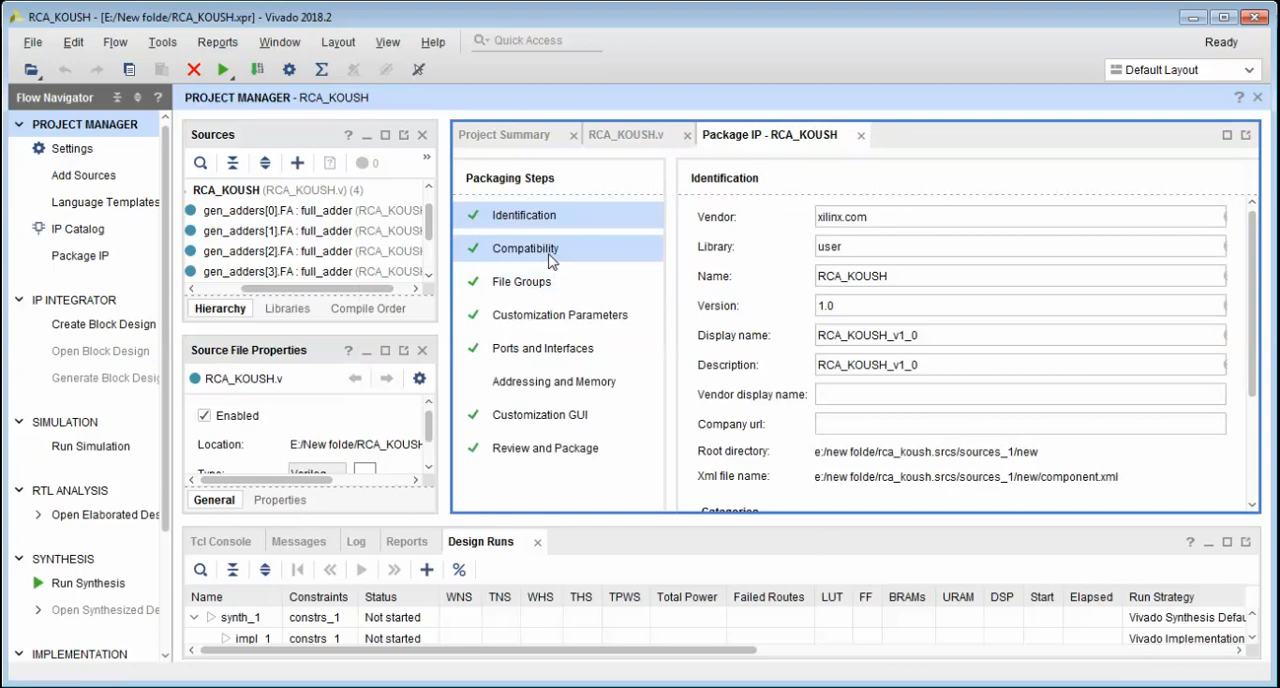 RCA_KOUSH - [E:/New folde/RCA_KOUSH.xpr] - Vivado 2018.2
File Edit Flow Tools Reports Window Layout View Help Quick Access Ready
Default Layout
Flow Navigator
PROJECT MANAGER
Settings
Add Sources
Language Templates
IP Catalog
Package IP
IP INTEGRATOR
Create Block Design
Open Block Design
Generate Block Desi
SIMULATION
Run Simulation
RTL ANALYSIS
Open Elaborated Des
SYNTHESIS
Run Synthesis
Open Synthesized De
IMPLEMENTATION
PROJECT MANAGER - RCA_KOUSH
Sources
0
RCA_KOUSH (RCA_KOUSH.v) (4)
gen_adders[0].FA : full_adder (RCA_KOUSH
gen_adders[1].FA : full_adder (RCA_KOUSH
gen_adders[2].FA : full_adder (RCA_KOUSH
gen_adders[3].FA : full_adder (RCA_KOUSH
Hierarchy Libraries Compile Order
Source File Properties
RCA_KOUSH.v
Enabled
Location: E:/New folde/RCA_KOUSH
Type: Verilog
General Properties
Project Summary RCA_KOUSH.v Package IP - RCA_KOUSH
Packaging Steps
Identification
Compatibility
File Groups
Customization Parameters
Ports and Interfaces
Addressing and Memory
Customization GUI
Review and Package
Identification
Vendor: xilinx.com
Library: user
Name: RCA_KOUSH
Version: 1.0
Display name: RCA_KOUSH_v1_0
Description: RCA_KOUSH_v1_0
Vendor display name:
Company url:
Root directory: e:/new folde/rca_koush.srcs/sources_1/new
Xml file name: e:/new folde/rca_koush.srcs/sources_1/new/component.xml
Categories
Tcl Console Messages Log Reports Design Runs
Name Constraints Status WNS TNS WHS THS TPWS Total Power Failed Routes LUT FF BRAMs URAM DSP Start Elapsed Run Strategy
synth_1 constrs_1 Not started Vivado Synthesis Defau
impl_1 constrs_1 Not started Vivado Implementation